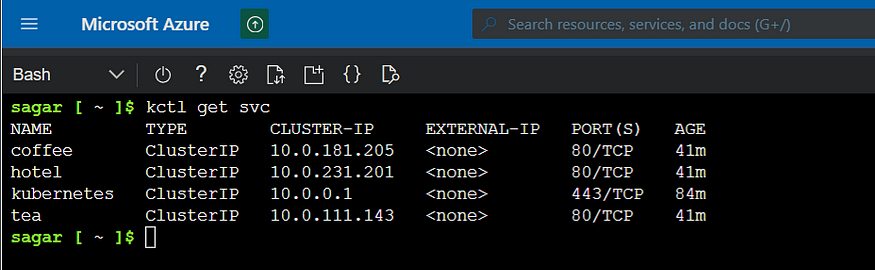 Microsoft Azure
Search resources, services, and docs (G+/)
Bash
sagar [ ~ ]$ kctl get svc
NAME TYPE CLUSTER-IP EXTERNAL-IP PORT(S) AGE
coffee ClusterIP 10.0.181.205 <none> 80/TCP 41m
hotel ClusterIP 10.0.231.201 <none> 80/TCP 41m
kubernetes ClusterIP 10.0.0.1 <none> 443/TCP 84m
tea ClusterIP 10.0.111.143 <none> 80/TCP 41m
sagar [ ~ ]$